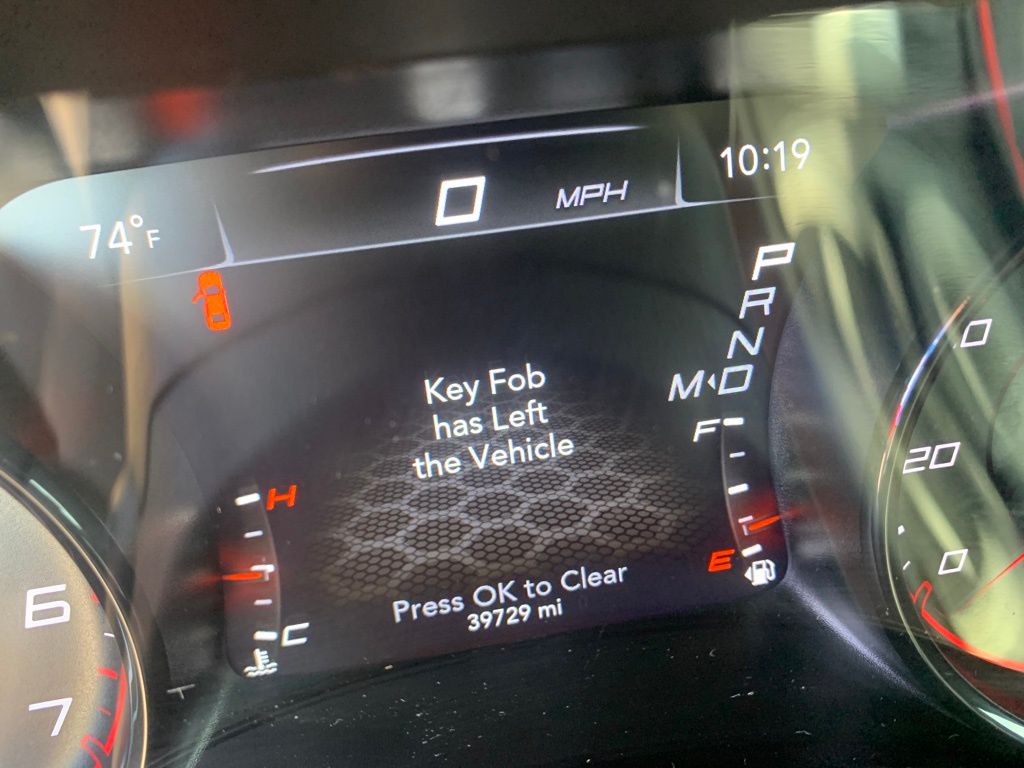 74°F
0 MPH
10:19
P
R
N
M D
Key Fob
has Left
the Vehicle
F
E
H
C
Press OK to Clear
39729 mi
6
7
0
20
0